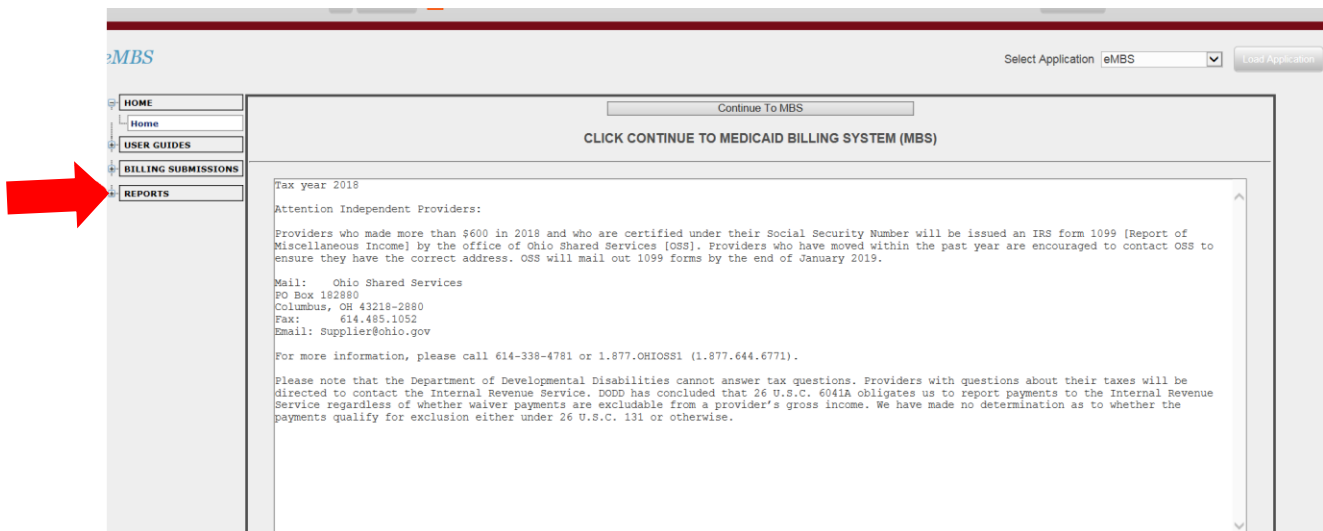 eMBS
Select Application eMBS Load Application
HOME
Home
USER GUIDES
BILLING SUBMISSIONS
REPORTS
Continue To MBS
CLICK CONTINUE TO MEDICAID BILLING SYSTEM (MBS)
Tax year 2018
Attention Independent Providers:
Providers who made more than $600 in 2018 and who are certified under their Social Security Number will be issued an IRS form 1099 [Report of
Miscellaneous Income] by the office of Ohio Shared Services [OSS]. Providers who have moved within the past year are encouraged to contact OSS to
ensure they have the correct address. OSS will mail out 1099 forms by the end of January 2019.
Mail: Ohio Shared Services
PO Box 182880
Columbus, OH 43218-2880
Fax: 614.485.1052
Email: Supplier@ohio.gov
For more information, please call 614-338-4781 or 1.877.OHIOSS1 (1.877.644.6771).
Please note that the Department of Developmental Disabilities cannot answer tax questions. Providers with questions about their taxes will be
directed to contact the Internal Revenue Service. DODD has concluded that 26 U.S.C. 6041A obligates us to report payments to the Internal Revenue
Service regardless of whether waiver payments are excludable from a provider's gross income. We have made no determination as to whether the
payments qualify for exclusion either under 26 U.S.C. 131 or otherwise.